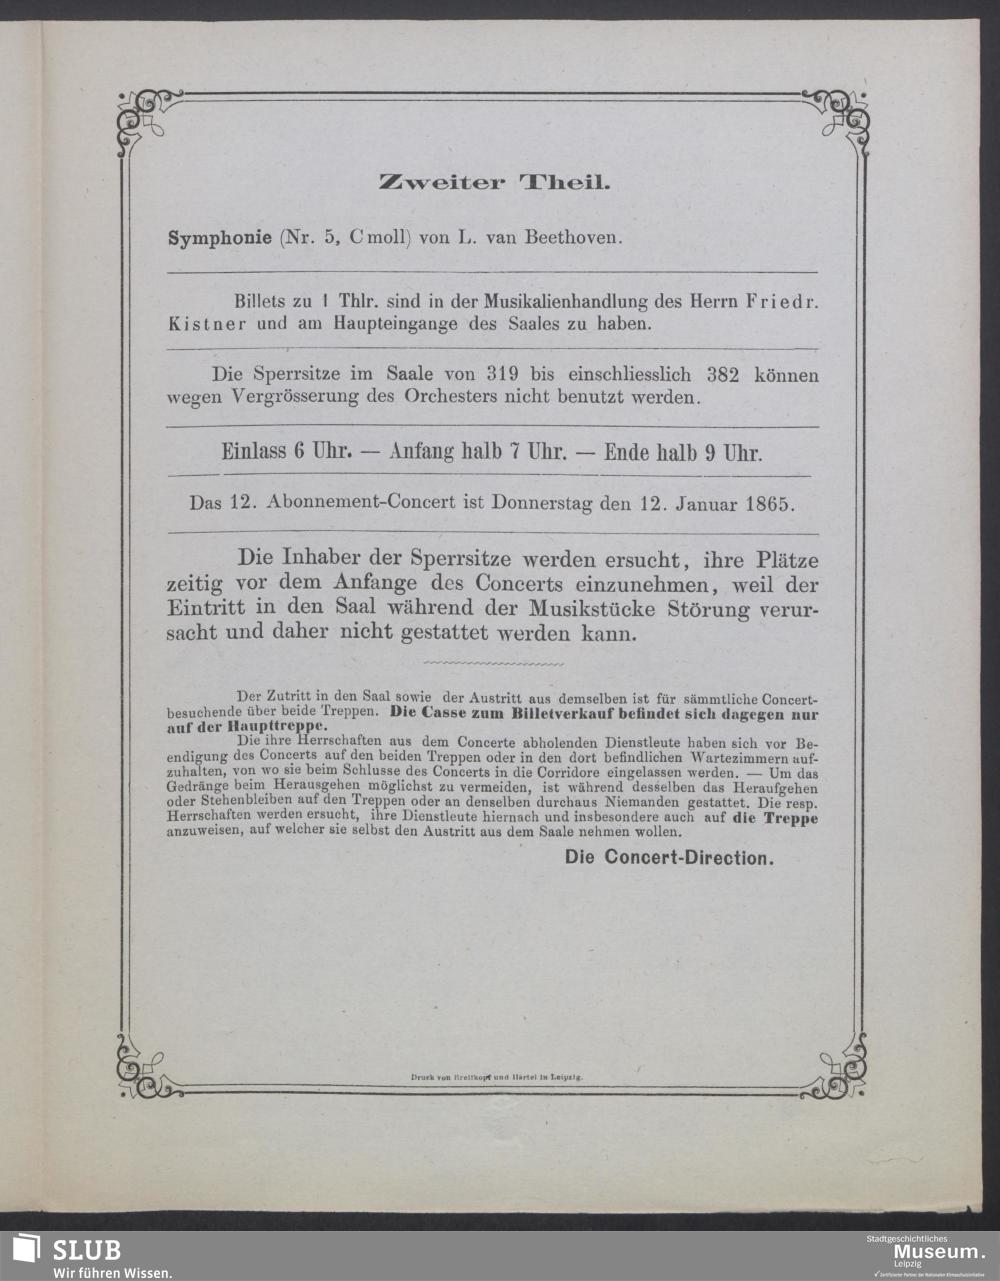 Zweiter Theil.
Symphonie (Nr. 5, Cmoll) von L. van Beethoven.
Billets zu 1 Thlr. sind in der Musikalienhandlung des Herrn Friedr.
Kistner und am Haupteingange des Saales zu haben.
Die Sperrsitze im Saale von 319 bis einschliesslich 382 können
wegen Vergrösserung des Orchesters nicht benutzt werden.
Einlass 6 Uhr. — Anfang halb 7 Uhr. — Ende halb 9 Uhr.
Das 12. Abonnement-Concert ist Donnerstag den 12. Januar 1865.
Die Inhaber der Sperrsitze werden ersucht, ihre Plätze
zeitig vor dem Anfange des Concerts einzunehmen, weil der
Eintritt in den Saal während der Musikstücke Störung verur-
sacht und daher nicht gestattet werden kann.
Der Zutritt in den Saal sowie der Austritt aus demselben ist für sämmtliche Concert-
besuchende über beide Treppen. Die Casse zum Billetverkauf befindet sich dagegen nur
auf der Haupttreppe.
Die ihre Herrschaften aus dem Concerte abholenden Dienstleute haben sich vor Be-
endigung des Concerts auf den beiden Treppen oder in den dort befindlichen Wartezimmern auf-
zuhalten, von wo sie beim Schlusse des Concerts in die Corridore eingelassen werden. — Um das
Gedränge beim Herausgehen möglichst zu vermeiden, ist während desselben das Heraufgehen
oder Stehenbleiben auf den Treppen oder an denselben durchaus Niemanden gestattet. Die resp.
Herrschaften werden ersucht, ihre Dienstleute hiernach und insbesondere auch auf die Treppe
anzuweisen, auf welcher sie selbst den Austritt aus dem Saale nehmen wollen.
Die Concert-Direction.
Druck von Breitkopf und Härtel in Leipzig.
SLUB
Wir führen Wissen.
Stadtgeschichtliches
Museum.
Leipzig
Zertifizierter Partner der Nationalen Klimaschutzinitiative